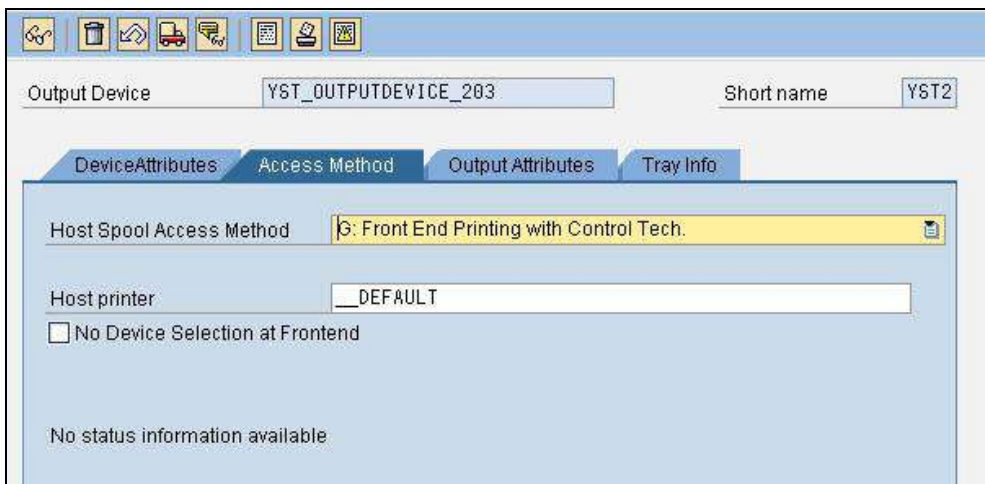 Output Device YST_OUTPUTDEVICE_203 Short name YST2
DeviceAttributes Access Method Output Attributes Tray Info
Host Spool Access Method G: Front End Printing with Control Tech.
Host printer __DEFAULT
No Device Selection at Frontend
No status information available